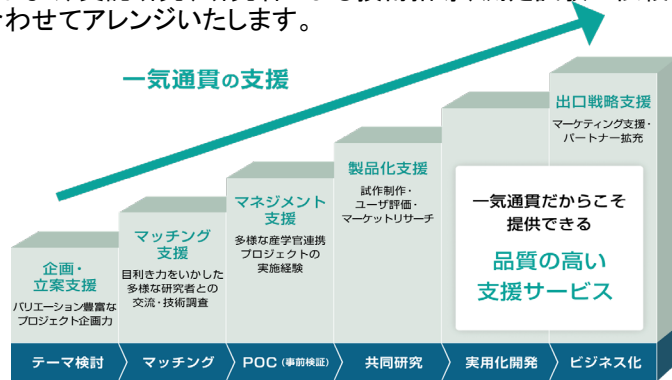 わせてアレンジいたします。
一気通貫の支援
出口戦略支援
マーケティング支援・
パートナー拡充
製品化支援
試作制作・
ユーザ評価・
マーケットリサーチ
マネジメント
支援
多様な産学官連携
プロジェクトの
実施経験
マッチング
支援
目利き力をいかした
多様な研究者との
交流・技術調査
企画・
立案支援
バリエーション豊富な
プロジェクト企画力
一気通貫だからこそ
提供できる
品質の高い
支援サービス
テーマ検討
マッチング
POC(事前検証)
共同研究
実用化開発
ビジネス化